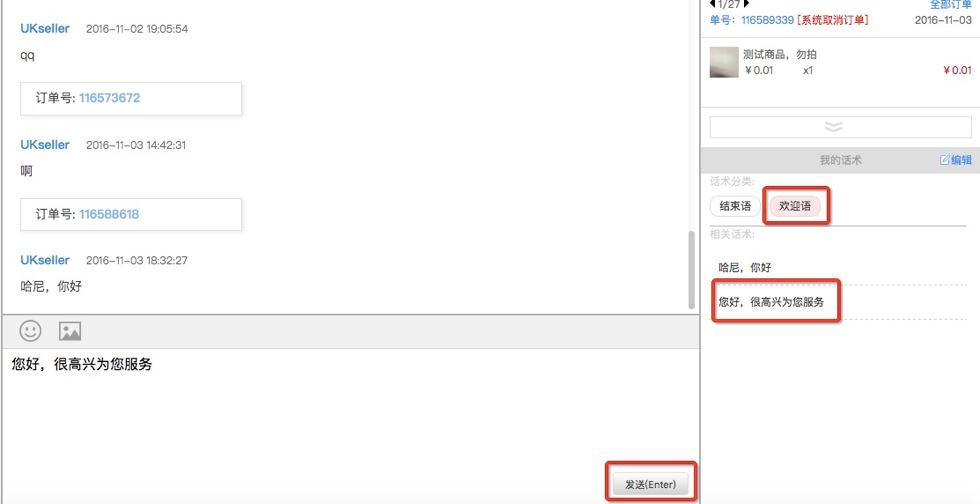 UKseller 2016-11-02 19:05:54
qq
订单号: 116573672
UKseller 2016-11-03 14:42:31
啊
订单号: 116588618
UKseller 2016-11-03 18:32:27
哈尼，你好
您好，很高兴为您服务
发送(Enter)
1/27
全部订单
单号: 116589339 [系统取消订单]
2016-11-03
测试商品，勿拍
￥0.01 x1 ￥0.01
我的话术 编辑
话术分类:
结束语 欢迎语
相关话术:
哈尼，你好
您好，很高兴为您服务